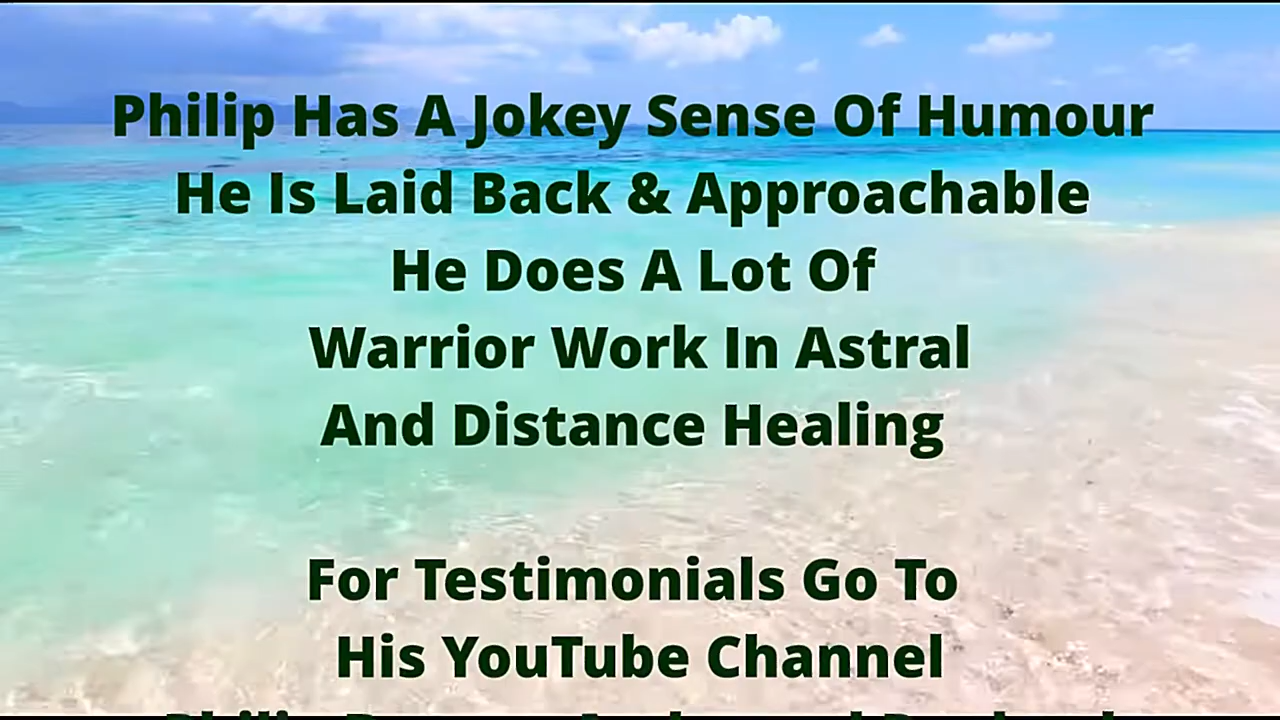 Philip Has A Jokey Sense Of Humour
He Is Laid Back & Approachable
He Does A Lot Of
Warrior Work In Astral
And Distance Healing
For Testimonials Go To
His YouTube Channel